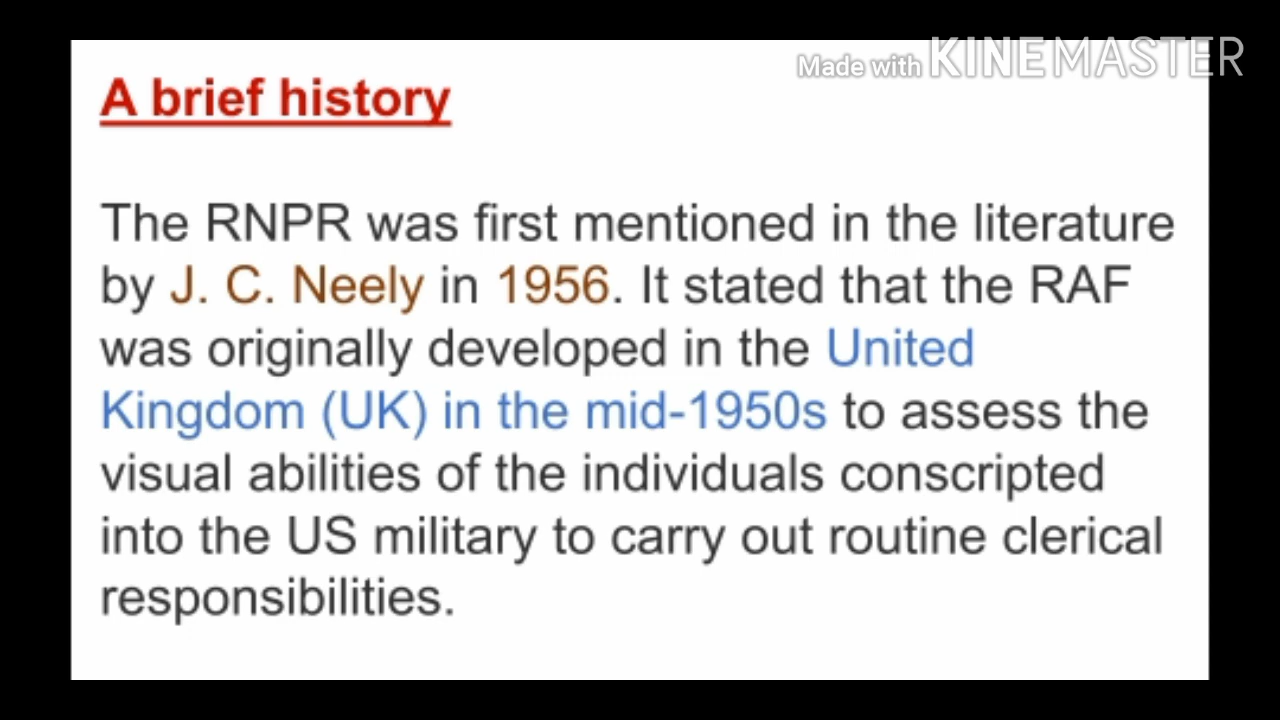 Made with KINEMASTER
A brief history
The RNPR was first mentioned in the literature
by J. C. Neely in 1956. It stated that the RAF
was originally developed in the United
Kingdom (UK) in the mid-1950s to assess the
visual abilities of the individuals conscripted
into the US military to carry out routine clerical
responsibilities.